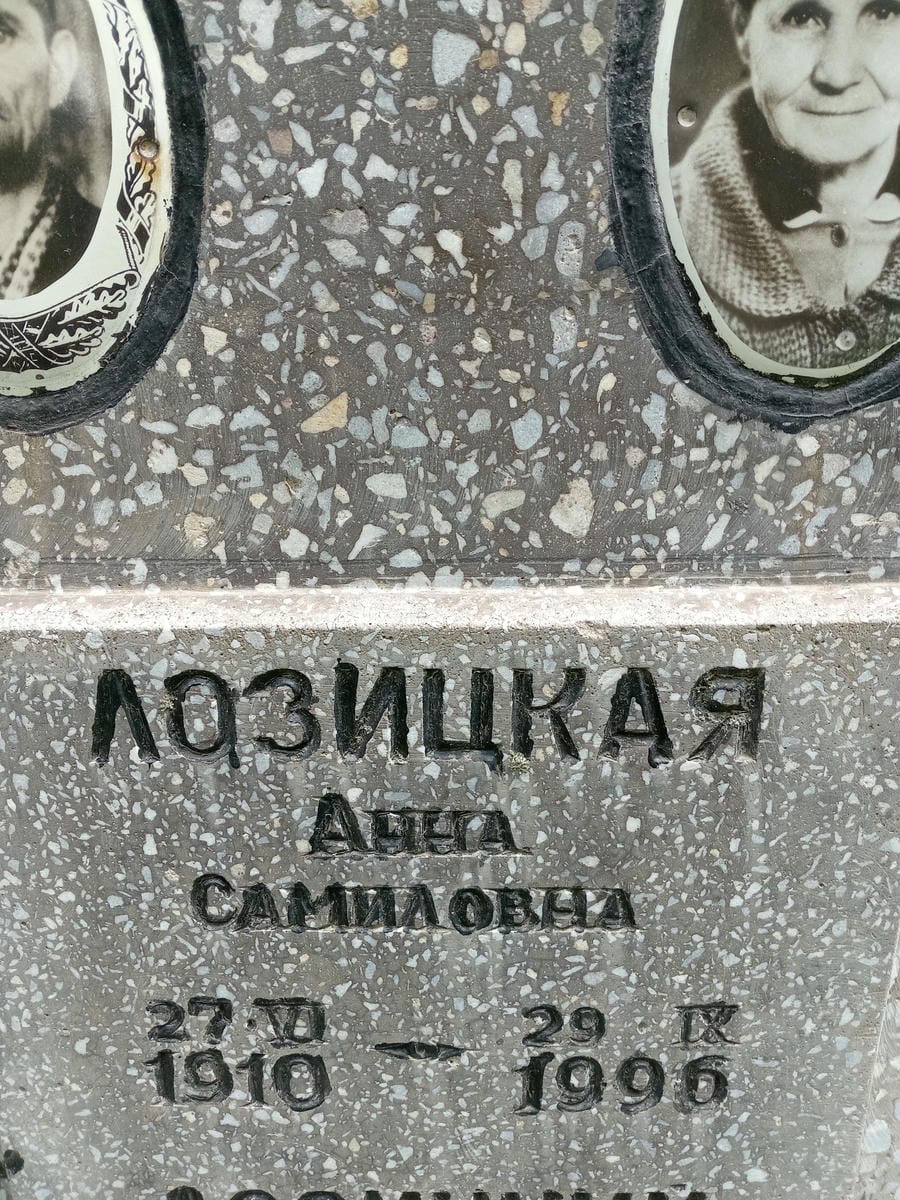 ЛОЗИЦКАЯ
Анна
Самиловна
27·VI 29 IX
1910 — 1996